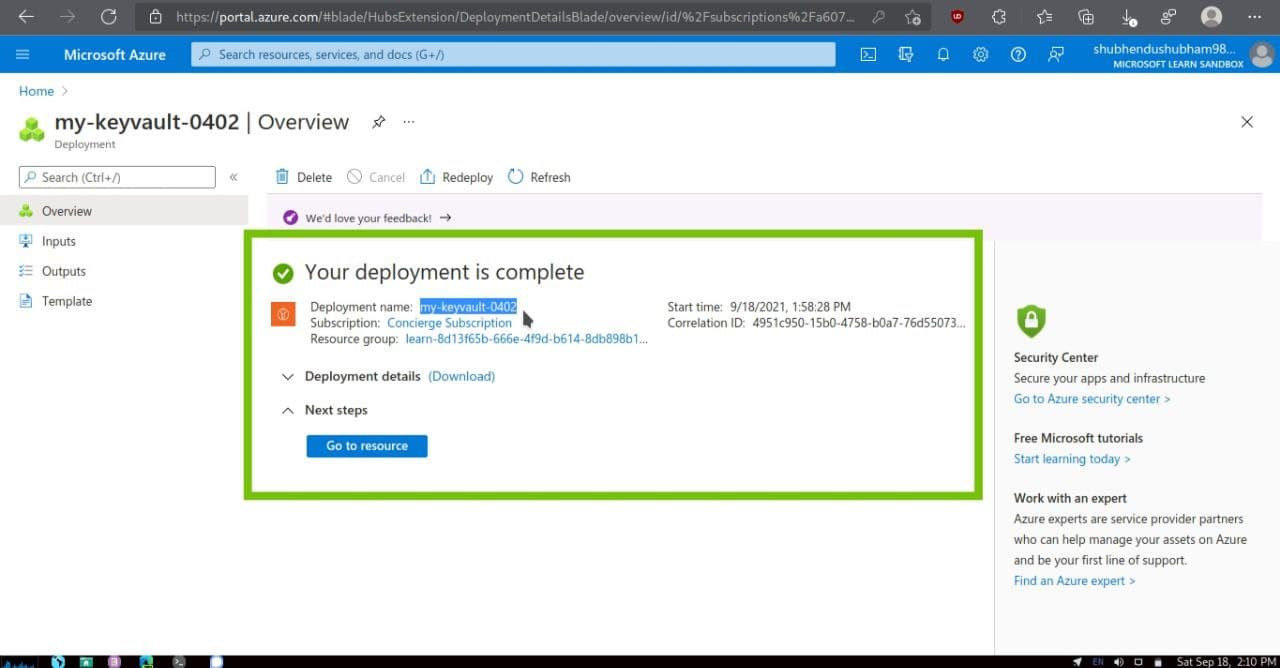 https://portal.azure.com/#blade/HubsExtension/DeploymentDetailsBlade/overview/id/%2Fsubscriptions%2Fa607...
Microsoft Azure
Search resources, services, and docs (G+/)
shubhendushubham98...
MICROSOFT LEARN SANDBOX
Home
my-keyvault-0402 | Overview
Deployment
Search (Ctrl+/)
Delete Cancel Redeploy Refresh
Overview
Inputs
Outputs
Template
We'd love your feedback! →
Your deployment is complete
Deployment name: my-keyvault-0402
Subscription: Concierge Subscription
Resource group: learn-8d13f65b-666e-4f9d-b614-8db898b1...
Start time: 9/18/2021, 1:58:28 PM
Correlation ID: 4951c950-15b0-4758-b0a7-76d55073...
Deployment details (Download)
Next steps
Go to resource
Security Center
Secure your apps and infrastructure
Go to Azure security center >
Free Microsoft tutorials
Start learning today >
Work with an expert
Azure experts are service provider partners
who can help manage your assets on Azure
and be your first line of support.
Find an Azure expert >
EN
Sat Sep 18, 2:10 PM